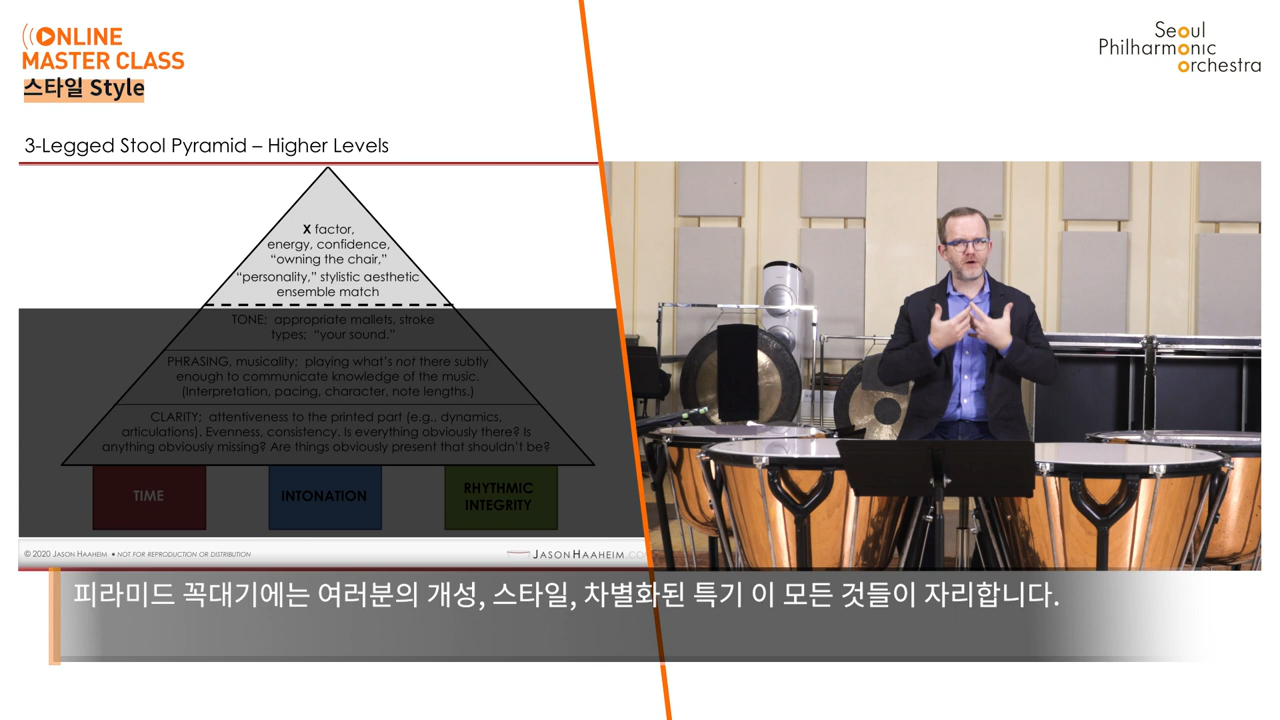 ONLINE
MASTER CLASS
스타일 Style
Seoul
Philharmonic
orchestra
3-Legged Stool Pyramid – Higher Levels
X factor,
energy, confidence,
“owning the chair,”
“personality,” stylistic aesthetic
ensemble match
TONE; appropriate mallets, stroke
types; “your sound.”
PHRASING, musicality; playing what’s not there subtly
enough to communicate knowledge of the music.
(Interpretation, pacing, character, note lengths.)
CLARITY; attentiveness to the printed part (e.g., dynamics,
articulations). Evenness, consistency. Is everything obviously there? Is
anything obviously missing? Are things obviously present that shouldn’t be?
TIME
INTONATION
RHYTHMIC
INTEGRITY
© 2020 JASON HAAHEIM • NOT FOR REPRODUCTION OR DISTRIBUTION
JASONHAAHEIM.CO
피라미드 꼭대기에는 여러분의 개성, 스타일, 차별화된 특기 이 모든 것들이 자리합니다.